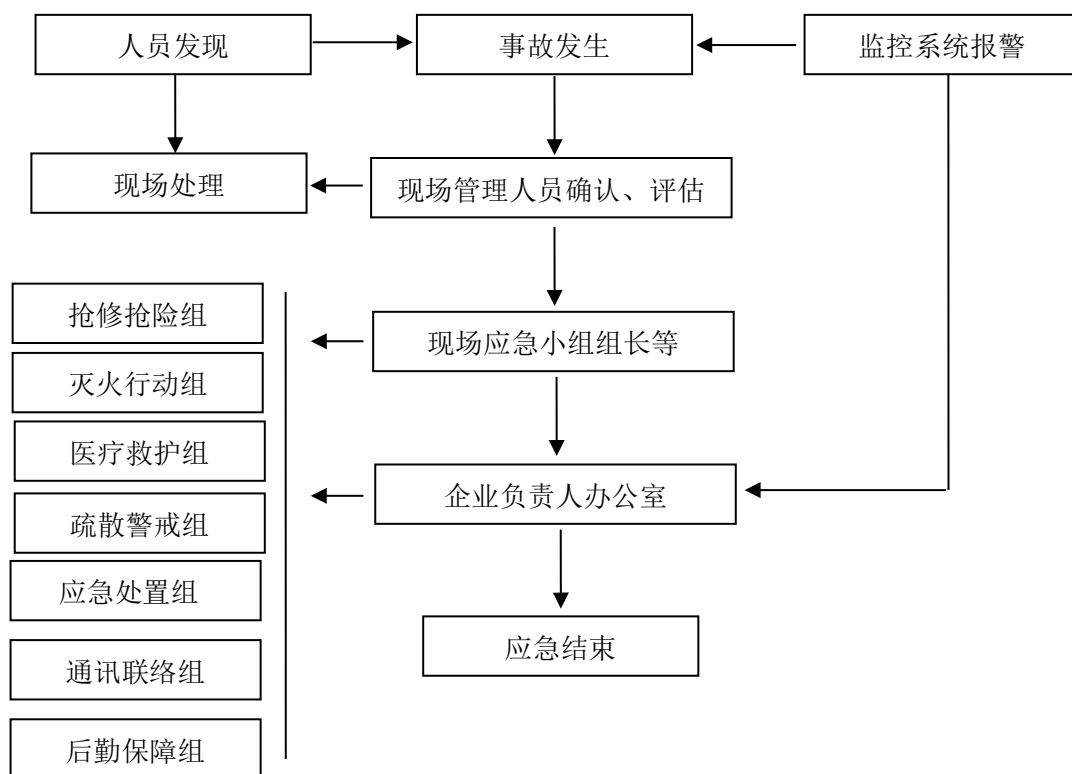 人员发现
事故发生
监控系统报警
现场处理
现场管理人员确认、评估
抢修抢险组
现场应急小组组长等
灭火行动组
医疗救护组
企业负责人办公室
疏散警戒组
应急处置组
应急结束
通讯联络组
后勤保障组